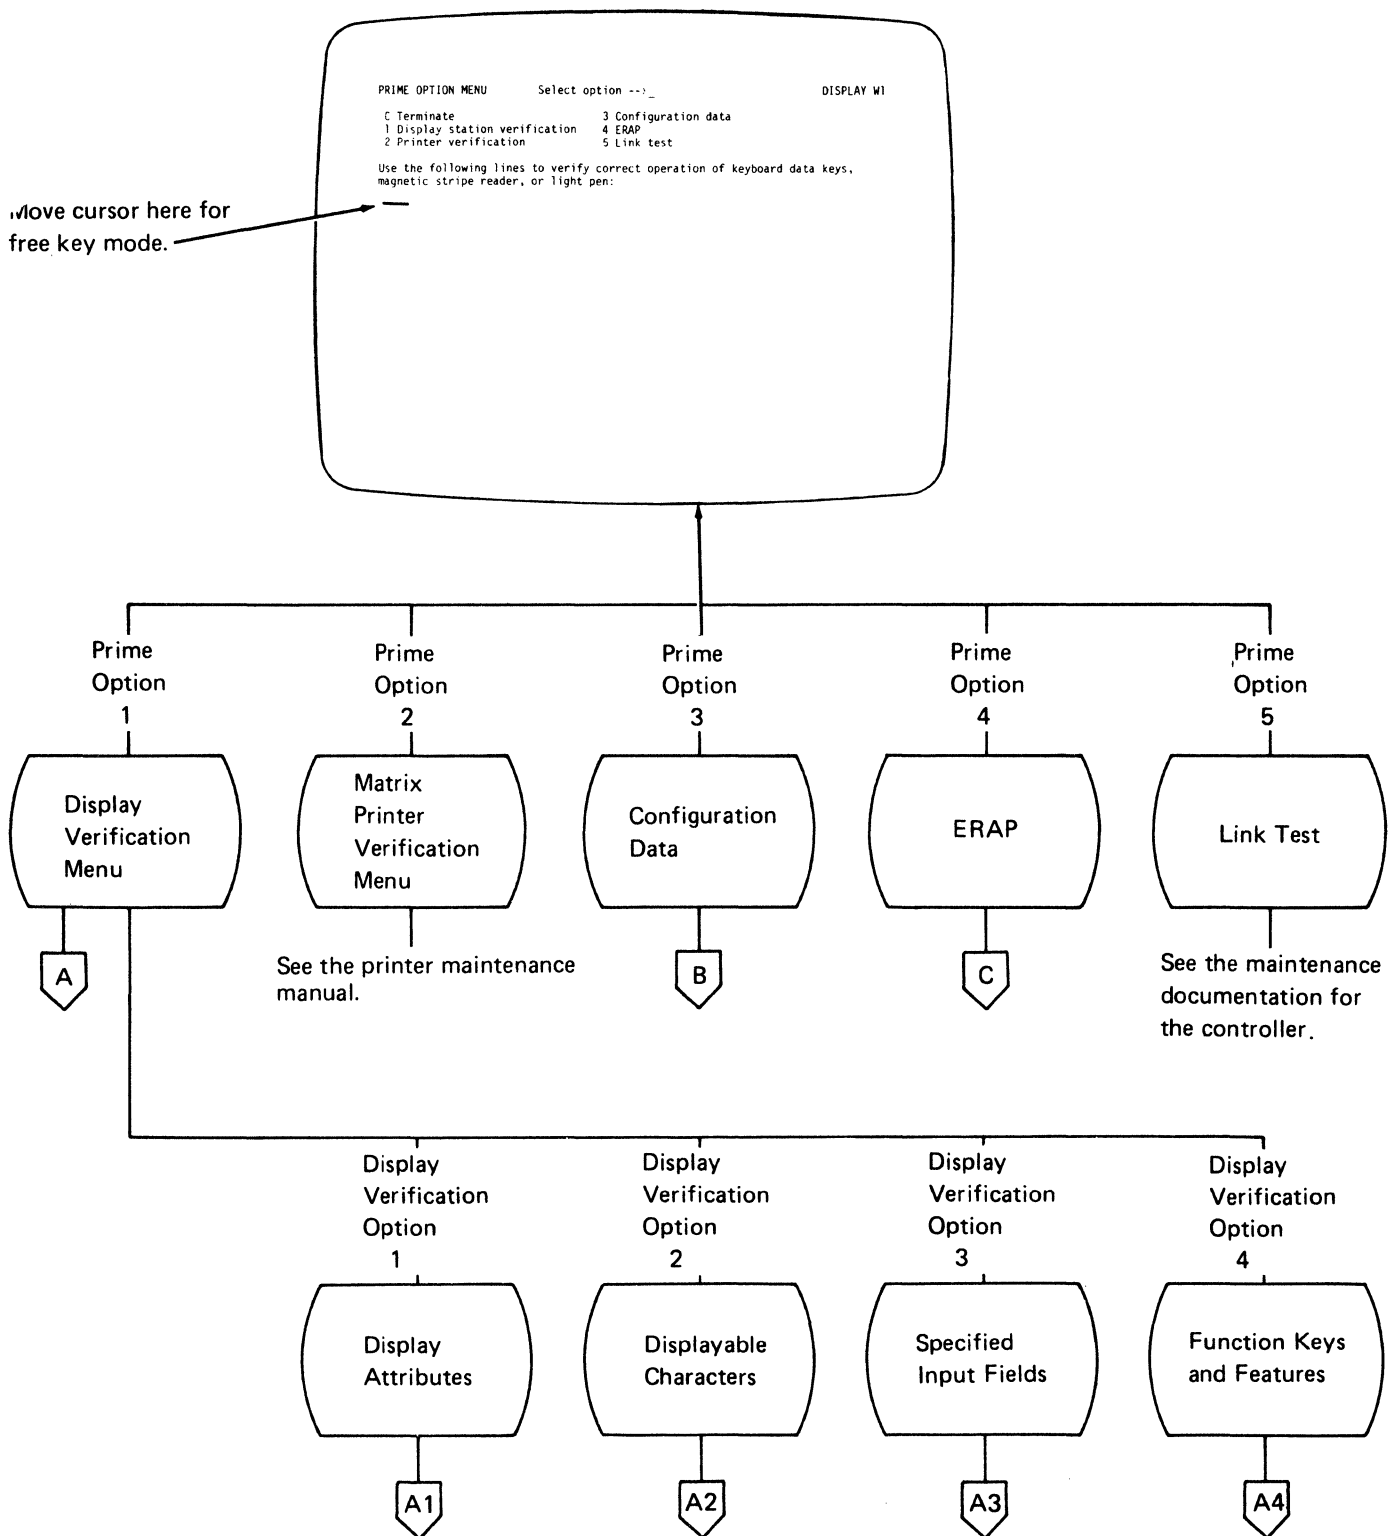 PRIME OPTION MENU Select option -->_ DISPLAY W1
C Terminate 3 Configuration data
1 Display station verification 4 ERAP
2 Printer verification 5 Link test
Use the following lines to verify correct operation of keyboard data keys,
magnetic stripe reader, or light pen:
Move cursor here for
free key mode.
Prime
Option
1
Prime
Option
2
Prime
Option
3
Prime
Option
4
Prime
Option
5
Display
Verification
Menu
Matrix
Printer
Verification
Menu
Configuration
Data
ERAP
Link Test
A
See the printer maintenance
manual.
B
C
See the maintenance
documentation for
the controller.
Display
Verification
Option
1
Display
Verification
Option
2
Display
Verification
Option
3
Display
Verification
Option
4
Display
Attributes
Displayable
Characters
Specified
Input Fields
Function Keys
and Features
A1
A2
A3
A4